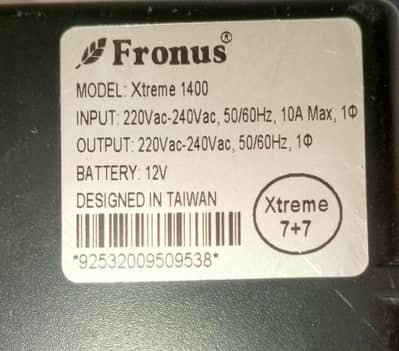 Fronus®
MODEL: Xtreme 1400
INPUT: 220Vac-240Vac, 50/60Hz, 10A Max, 1Φ
OUTPUT: 220Vac-240Vac, 50/60Hz, 1Φ
BATTERY: 12V
DESIGNED IN TAIWAN
*92532009509538*
Xtreme
7+7